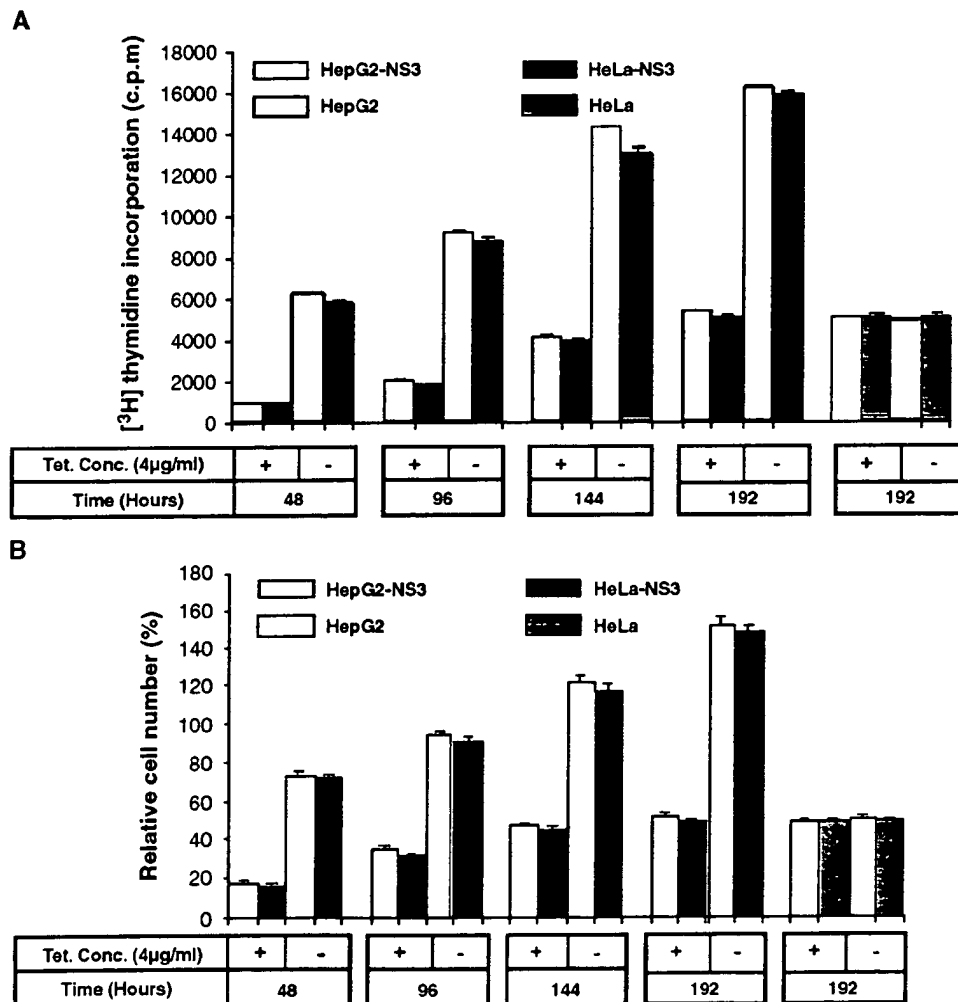 A
[³H] thymidine incorporation (c.p.m)
18000
16000
14000
12000
10000
8000
6000
4000
2000
0
HepG2-NS3
HeLa-NS3
HepG2
HeLa
Tet. Conc. (4µg/ml) + - + - + - + - + -
Time (Hours) 48 96 144 192 192
B
Relative cell number (%)
180
160
140
120
100
80
60
40
20
0
HepG2-NS3
HeLa-NS3
HepG2
HeLa
Tet. Conc. (4µg/ml) + - + - + - + - + -
Time (Hours) 48 96 144 192 192